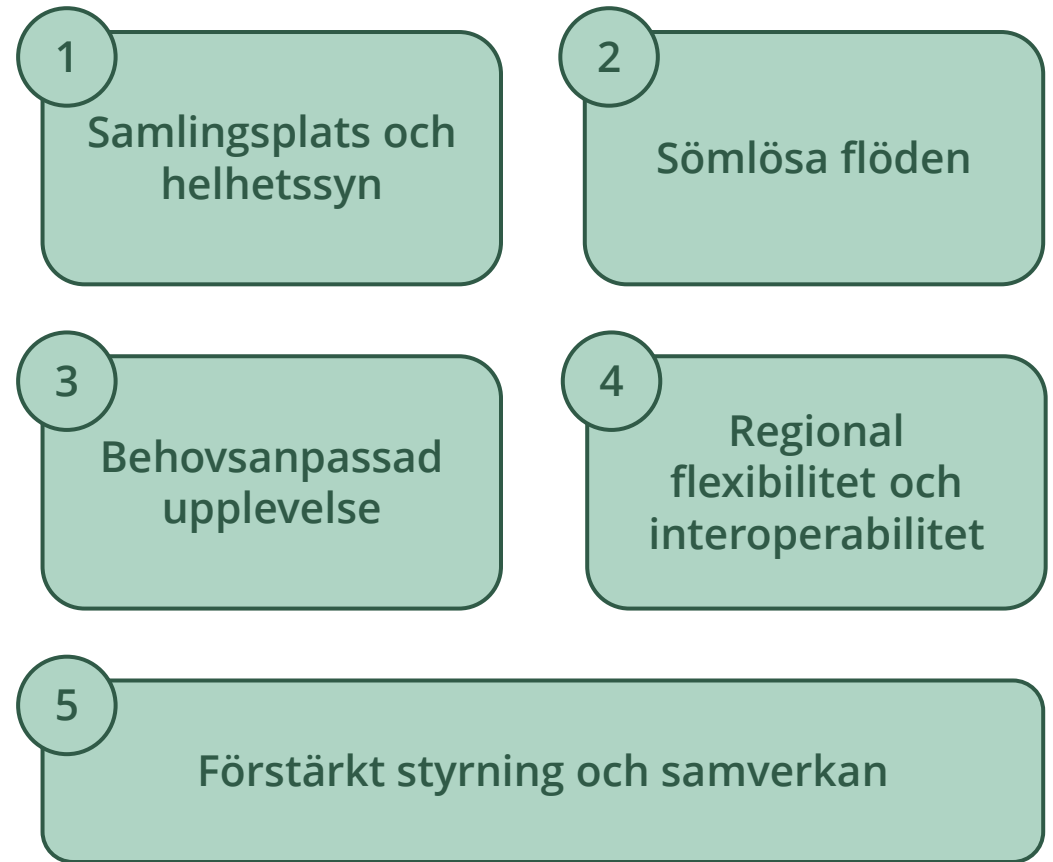 1
Samlingsplats och
helhetssyn
2
Sömlösa flöden
3
Behovsanpassad
upplevelse
4
Regional
flexibilitet och
interoperabilitet
5
Förstärkt styrning och samverkan